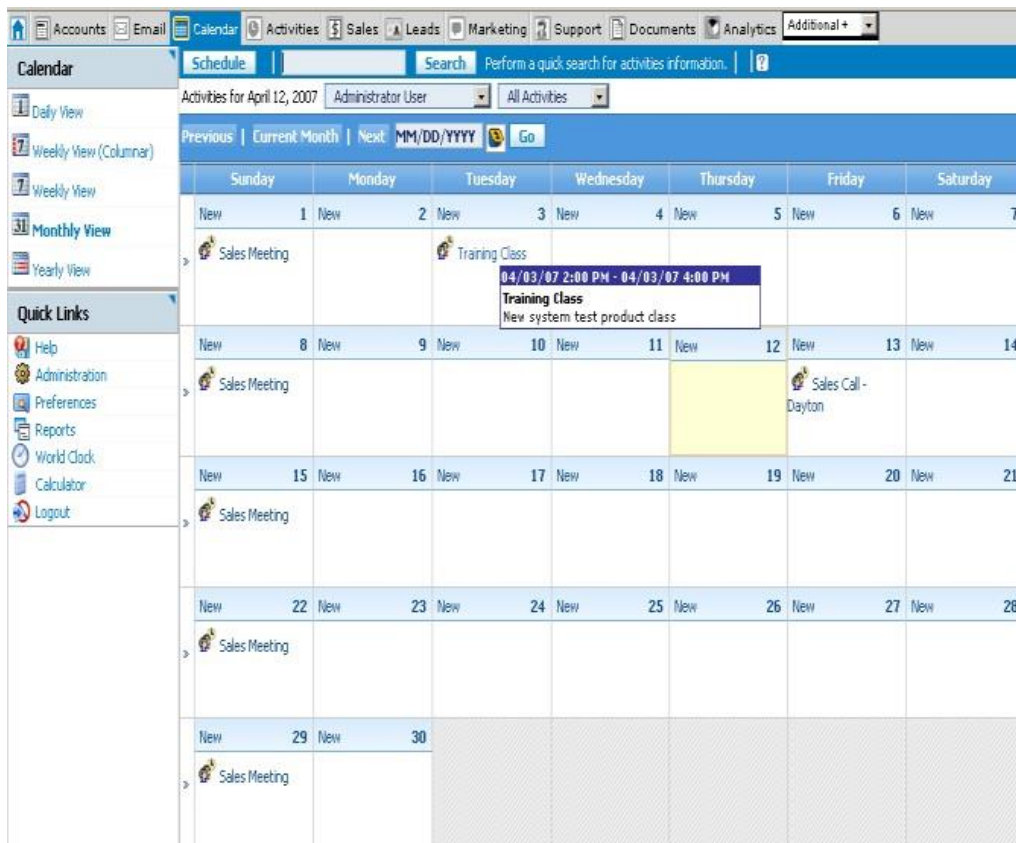 Accounts Email Calendar Activities Sales Leads Marketing Support Documents Analytics Additional +
Calendar
Daily View
Weekly View (Columnar)
Weekly View
Monthly View
Yearly View
Quick Links
Help
Administration
Preferences
Reports
World Clock
Calculator
Logout
Schedule | Search Perform a quick search for activities information. | ?
Activities for April 12, 2007 Administrator User All Activities
Previous | Current Month | Next MM/DD/YYYY Go
Sunday Monday Tuesday Wednesday Thursday Friday Saturday
New 1 New 2 New 3 New 4 New 5 New 6 New 7
» Sales Meeting Training Class
04/03/07 2:00 PM - 04/03/07 4:00 PM
Training Class
New system test product class
New 8 New 9 New 10 New 11 New 12 New 13 New 14
» Sales Meeting Sales Call -
Dayton
New 15 New 16 New 17 New 18 New 19 New 20 New 21
» Sales Meeting
New 22 New 23 New 24 New 25 New 26 New 27 New 28
» Sales Meeting
New 29 New 30
» Sales Meeting